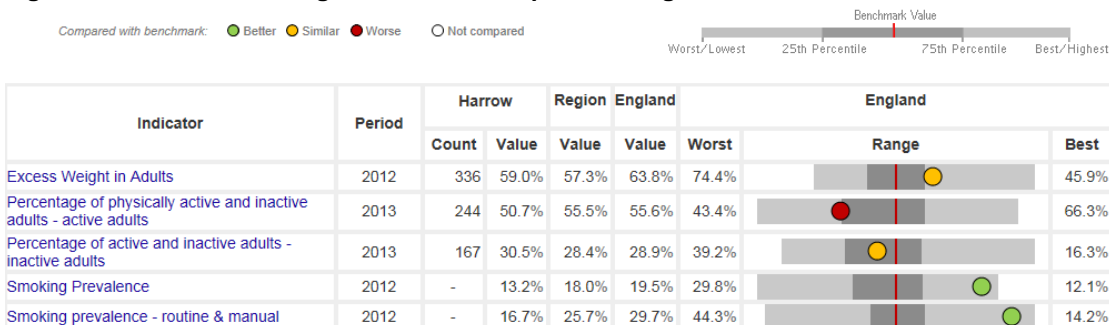 Compared with benchmark: Better Similar Worse Not compared
Benchmark Value
Worst/Lowest 25th Percentile 75th Percentile Best/Highest
Indicator Period Harrow Region England England
Count Value Value Value Worst Range Best
Excess Weight in Adults 2012 336 59.0% 57.3% 63.8% 74.4% 45.9%
Percentage of physically active and inactive
adults - active adults 2013 244 50.7% 55.5% 55.6% 43.4% 66.3%
Percentage of active and inactive adults -
inactive adults 2013 167 30.5% 28.4% 28.9% 39.2% 16.3%
Smoking Prevalence 2012 - 13.2% 18.0% 19.5% 29.8% 12.1%
Smoking prevalence - routine & manual 2012 - 16.7% 25.7% 29.7% 44.3% 14.2%